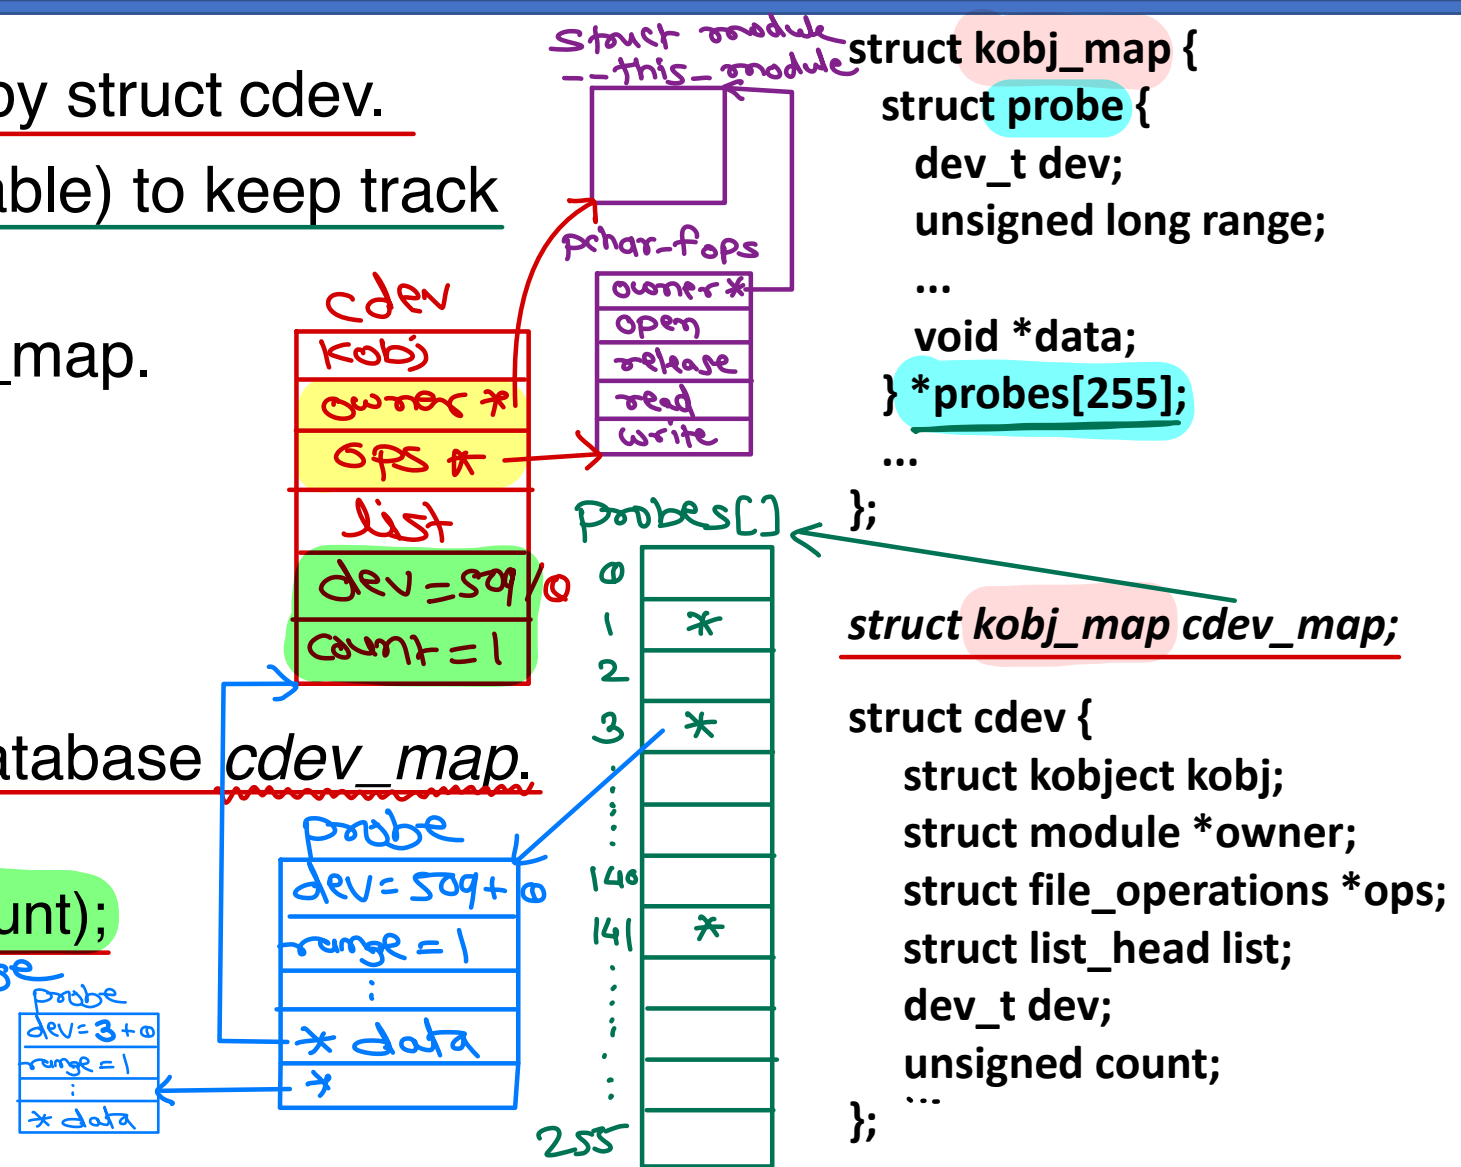 by struct cdev.
able) to keep track
_map.
atabase cdev_map.
unt);
ge
struct module
__this_module
pchar_fops
owner *
open
release
read
write
cdev
kobj
owner *
ops *
list
dev = 509/0
count = 1
probes[]
0
1 *
2
3 *
140
141 *
255
probe
dev = 509 + 0
range = 1
* data
*
probe
dev = 3 + 0
range = 1
* data
struct kobj_map {
struct probe {
dev_t dev;
unsigned long range;
...
void *data;
} *probes[255];
...
};
struct kobj_map cdev_map;
struct cdev {
struct kobject kobj;
struct module *owner;
struct file_operations *ops;
struct list_head list;
dev_t dev;
unsigned count;
...
};